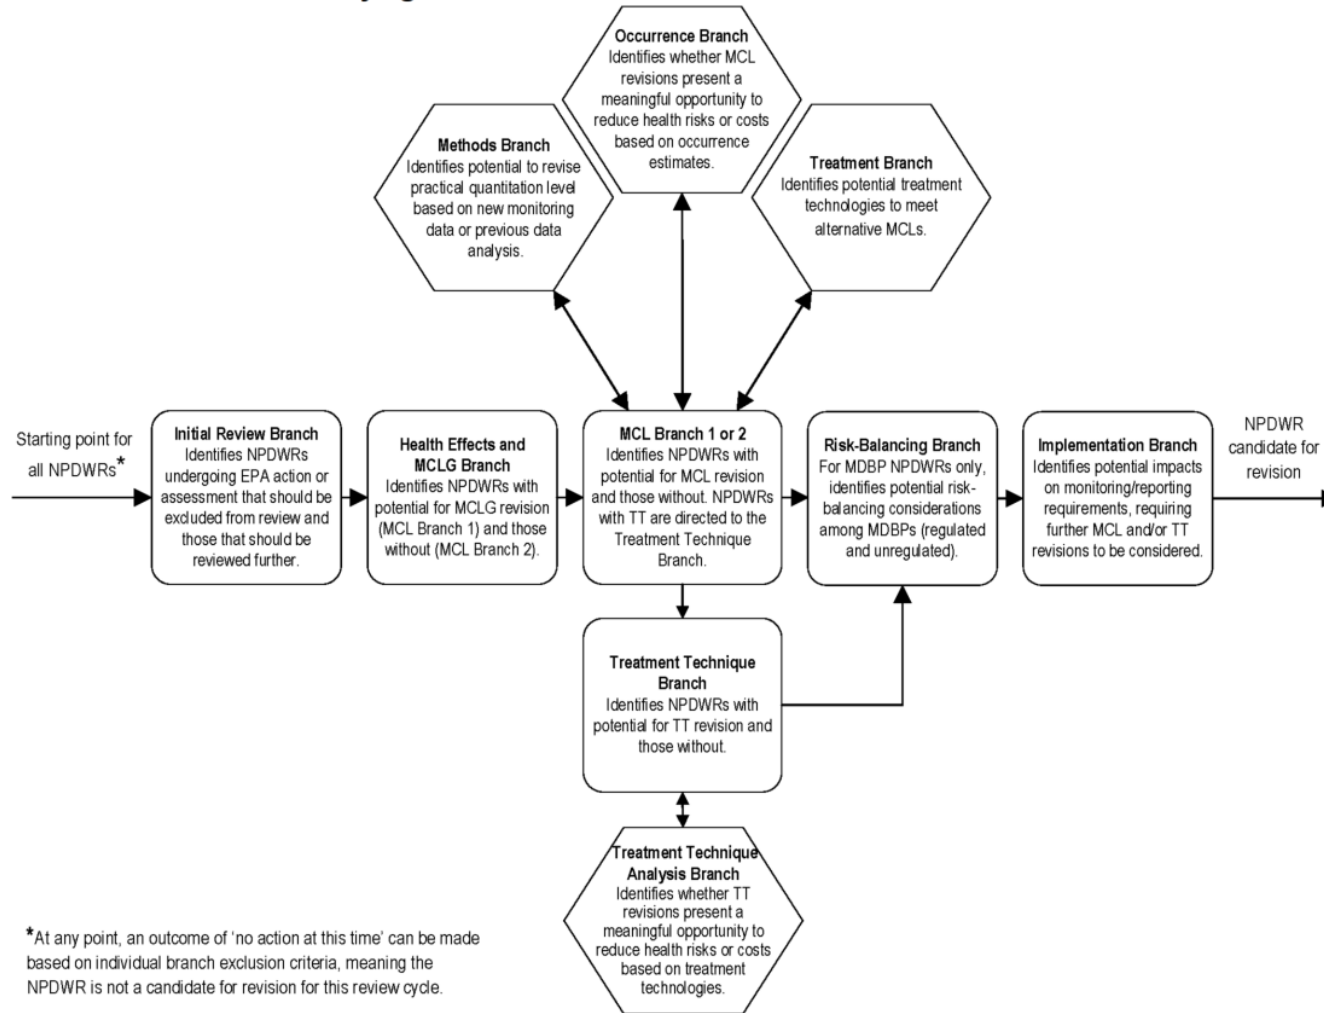 Occurrence Branch
Identifies whether MCL
revisions present a
meaningful opportunity to
reduce health risks or costs
based on occurrence
estimates.
Methods Branch
Identifies potential to revise
practical quantitation level
based on new monitoring
data or previous data
analysis.
Treatment Branch
Identifies potential treatment
technologies to meet
alternative MCLs.
Starting point for
all NPDWRs*
Initial Review Branch
Identifies NPDWRs
undergoing EPA action or
assessment that should be
excluded from review and
those that should be
reviewed further.
Health Effects and
MCLG Branch
Identifies NPDWRs with
potential for MCLG revision
(MCL Branch 1) and those
without (MCL Branch 2).
MCL Branch 1 or 2
Identifies NPDWRs with
potential for MCL revision
and those without. NPDWRs
with TT are directed to the
Treatment Technique
Branch.
Risk-Balancing Branch
For MDBP NPDWRs only,
identifies potential risk-
balancing considerations
among MDBPs (regulated
and unregulated).
Implementation Branch
Identifies potential impacts
on monitoring/reporting
requirements, requiring
further MCL and/or TT
revisions to be considered.
NPDWR
candidate for
revision
Treatment Technique
Branch
Identifies NPDWRs with
potential for TT revision and
those without.
Treatment Technique
Analysis Branch
Identifies whether TT
revisions present a
meaningful opportunity to
reduce health risks or costs
based on treatment
technologies.
*At any point, an outcome of 'no action at this time' can be made
based on individual branch exclusion criteria, meaning the
NPDWR is not a candidate for revision for this review cycle.